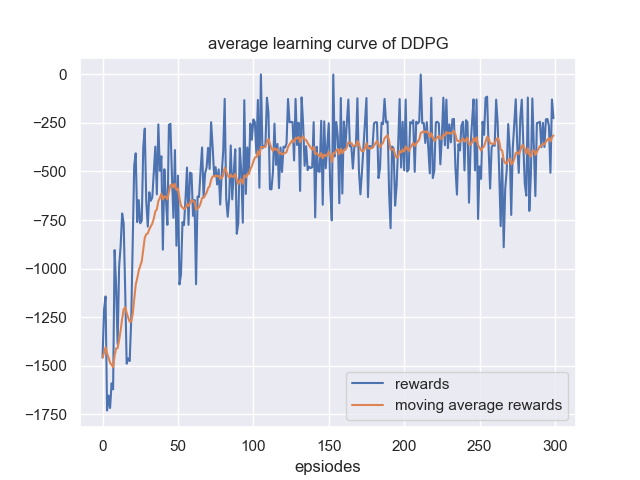 average learning curve of DDPG
0
−250
−500
−750
−1000
−1250
−1500
−1750
0 50 100 150 200 250 300
epsiodes
rewards
moving average rewards